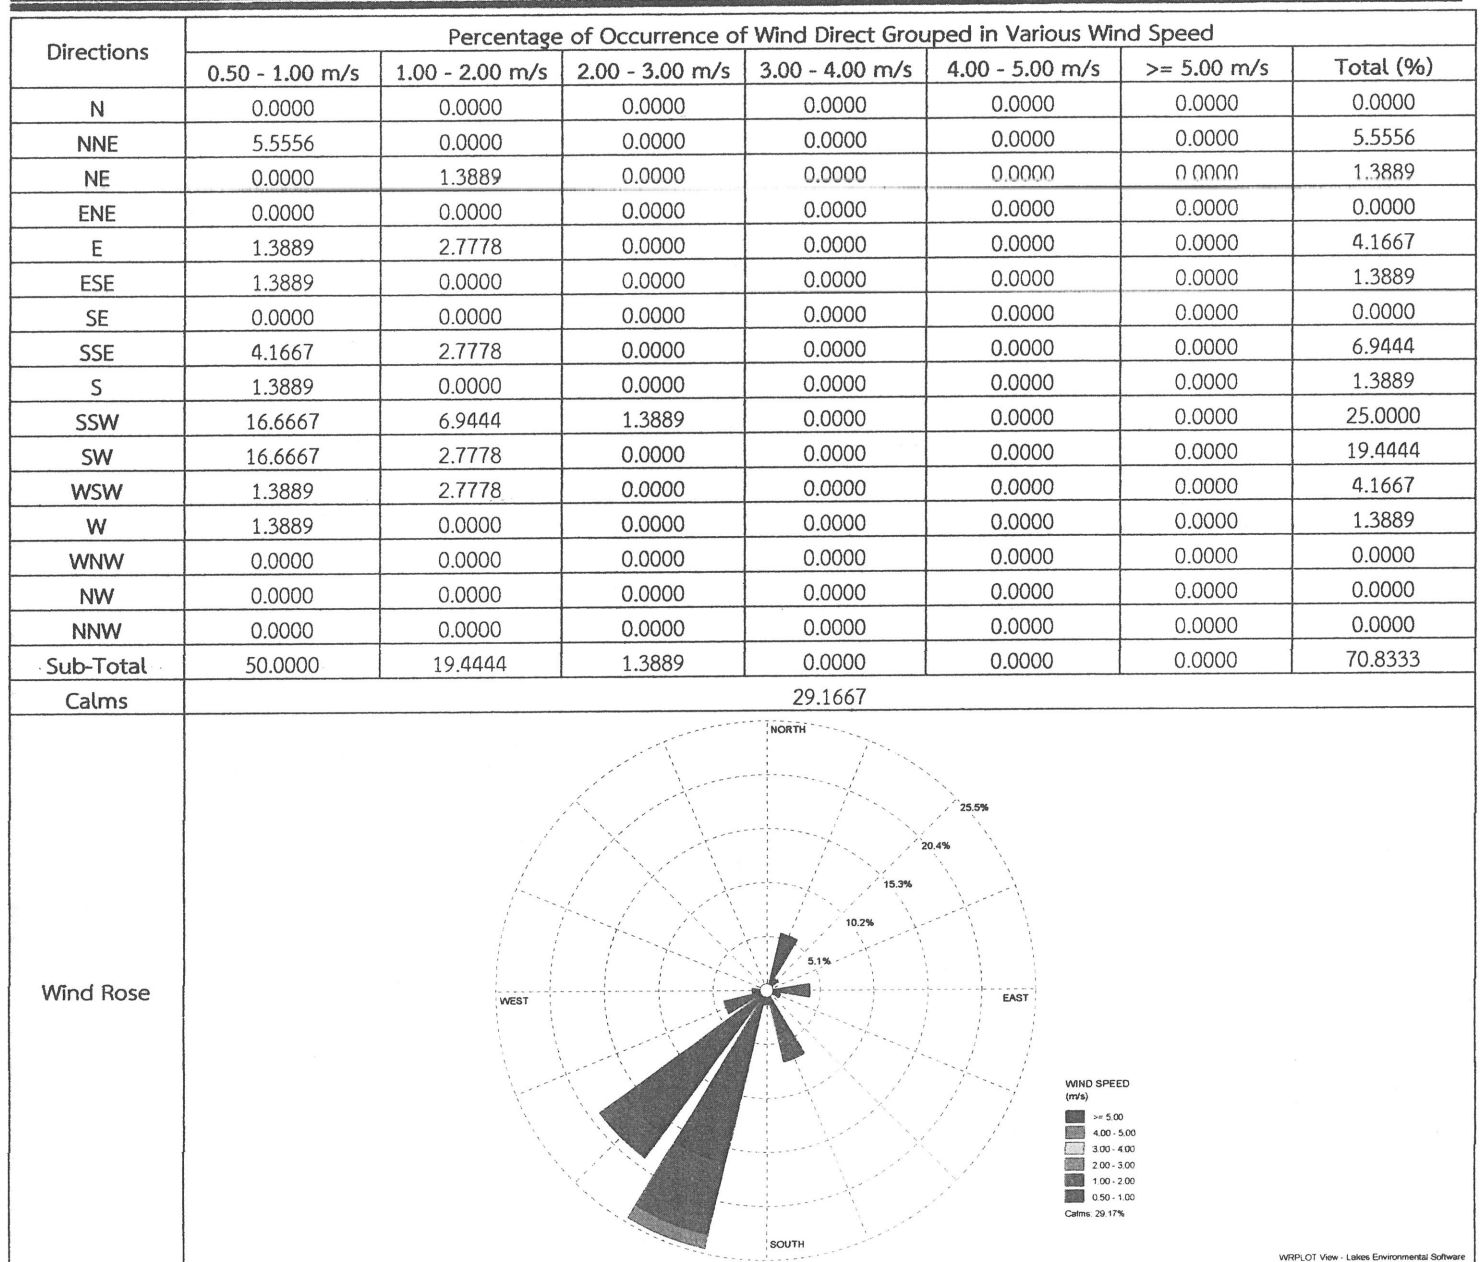 Directions
Percentage of Occurrence of Wind Direct Grouped in Various Wind Speed
0.50 - 1.00 m/s 1.00 - 2.00 m/s 2.00 - 3.00 m/s 3.00 - 4.00 m/s 4.00 - 5.00 m/s >= 5.00 m/s Total (%)
N 0.0000 0.0000 0.0000 0.0000 0.0000 0.0000 0.0000
NNE 5.5556 0.0000 0.0000 0.0000 0.0000 0.0000 5.5556
NE 0.0000 1.3889 0.0000 0.0000 0.0000 0.0000 1.3889
ENE 0.0000 0.0000 0.0000 0.0000 0.0000 0.0000 0.0000
E 1.3889 2.7778 0.0000 0.0000 0.0000 0.0000 4.1667
ESE 1.3889 0.0000 0.0000 0.0000 0.0000 0.0000 1.3889
SE 0.0000 0.0000 0.0000 0.0000 0.0000 0.0000 0.0000
SSE 4.1667 2.7778 0.0000 0.0000 0.0000 0.0000 6.9444
S 1.3889 0.0000 0.0000 0.0000 0.0000 0.0000 1.3889
SSW 16.6667 6.9444 1.3889 0.0000 0.0000 0.0000 25.0000
SW 16.6667 2.7778 0.0000 0.0000 0.0000 0.0000 19.4444
WSW 1.3889 2.7778 0.0000 0.0000 0.0000 0.0000 4.1667
W 1.3889 0.0000 0.0000 0.0000 0.0000 0.0000 1.3889
WNW 0.0000 0.0000 0.0000 0.0000 0.0000 0.0000 0.0000
NW 0.0000 0.0000 0.0000 0.0000 0.0000 0.0000 0.0000
NNW 0.0000 0.0000 0.0000 0.0000 0.0000 0.0000 0.0000
Sub-Total 50.0000 19.4444 1.3889 0.0000 0.0000 0.0000 70.8333
Calms 29.1667
Wind Rose
NORTH
25.5%
20.4%
15.3%
10.2%
5.1%
WEST
EAST
SOUTH
WIND SPEED
(m/s)
>= 5.00
4.00 - 5.00
3.00 - 4.00
2.00 - 3.00
1.00 - 2.00
0.50 - 1.00
Calms: 29.17%
WRPLOT View - Lakes Environmental Software